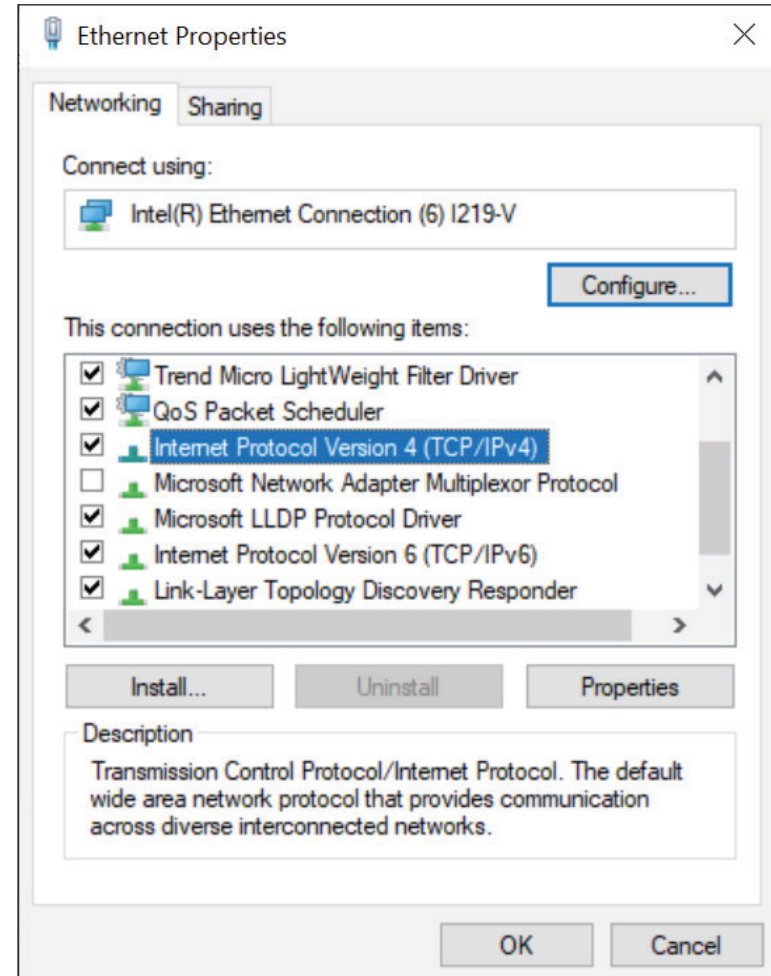 Ethernet Properties
Networking
Sharing
Connect using:
Intel(R) Ethernet Connection (6) I219-V
Configure...
This connection uses the following items:
Trend Micro LightWeight Filter Driver
QoS Packet Scheduler
Internet Protocol Version 4 (TCP/IPv4)
Microsoft Network Adapter Multiplexor Protocol
Microsoft LLDP Protocol Driver
Internet Protocol Version 6 (TCP/IPv6)
Link-Layer Topology Discovery Responder
Install...
Uninstall
Properties
Description
Transmission Control Protocol/Internet Protocol. The default
wide area network protocol that provides communication
across diverse interconnected networks.
OK
Cancel